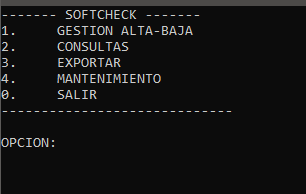 ------- SOFTCHECK -------
1. GESTION ALTA-BAJA
2. CONSULTAS
3. EXPORTAR
4. MANTENIMIENTO
0. SALIR
-----------------------------
OPCION: